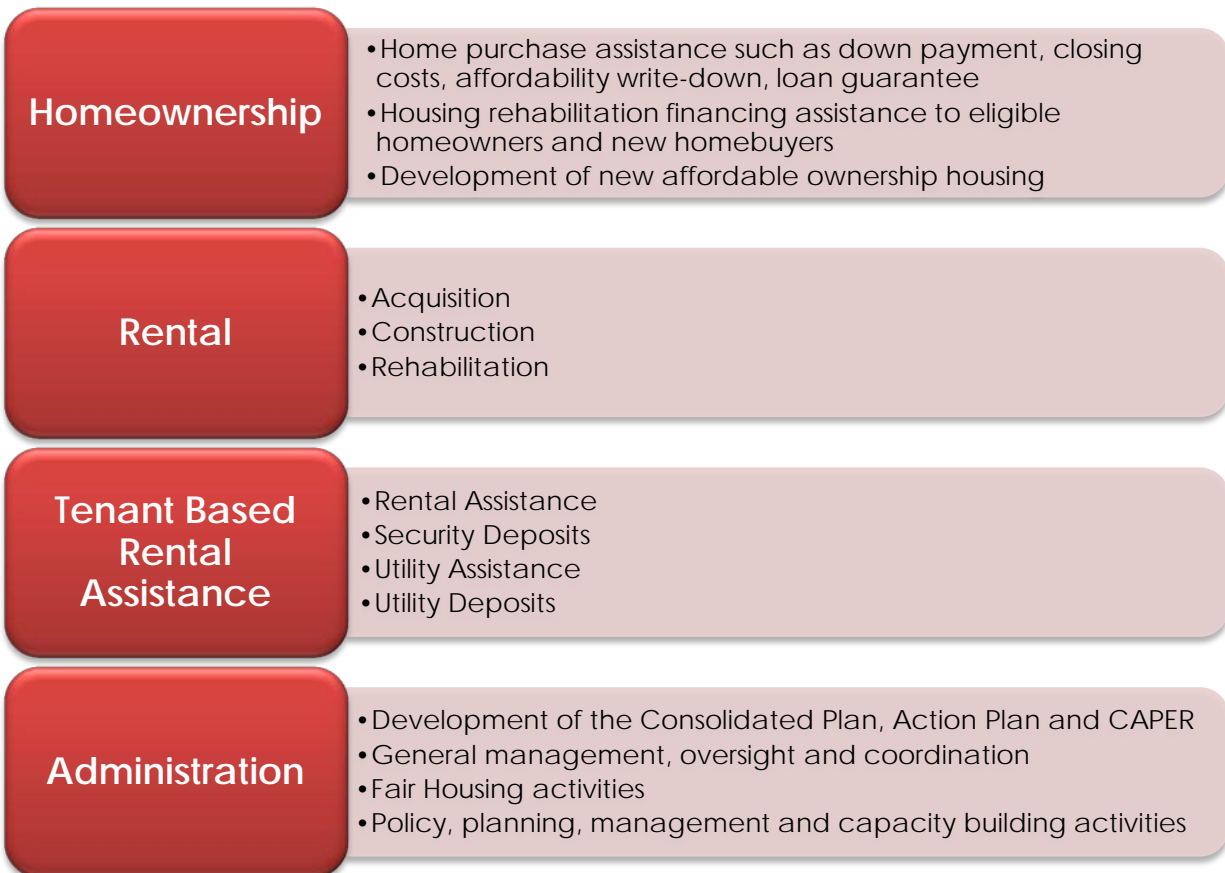 Homeownership
•Home purchase assistance such as down payment, closing
costs, affordability write-down, loan guarantee
•Housing rehabilitation financing assistance to eligible
homeowners and new homebuyers
•Development of new affordable ownership housing
Rental
•Acquisition
•Construction
•Rehabilitation
Tenant Based
Rental
Assistance
•Rental Assistance
•Security Deposits
•Utility Assistance
•Utility Deposits
Administration
•Development of the Consolidated Plan, Action Plan and CAPER
•General management, oversight and coordination
•Fair Housing activities
•Policy, planning, management and capacity building activities